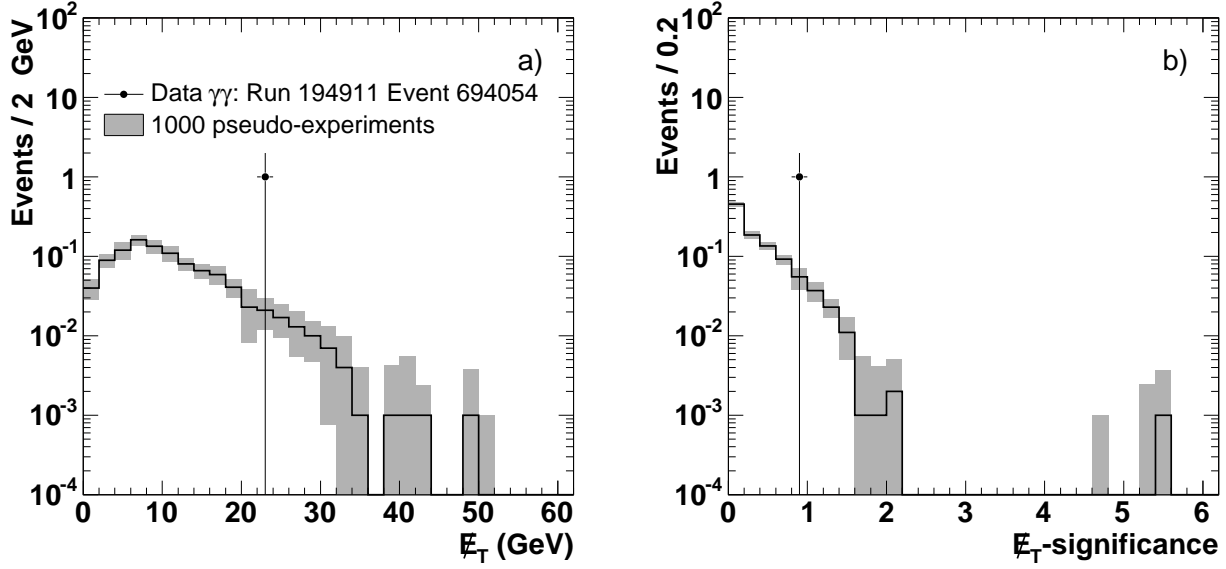 Events / 2 GeV
10²
10
1
10⁻¹
10⁻²
10⁻³
10⁻⁴
a)
Data γγ: Run 194911 Event 694054
1000 pseudo-experiments
0 10 20 30 40 50 60
E̸_T (GeV)
Events / 0.2
10²
10
1
10⁻¹
10⁻²
10⁻³
10⁻⁴
b)
0 1 2 3 4 5 6
E̸_T-significance